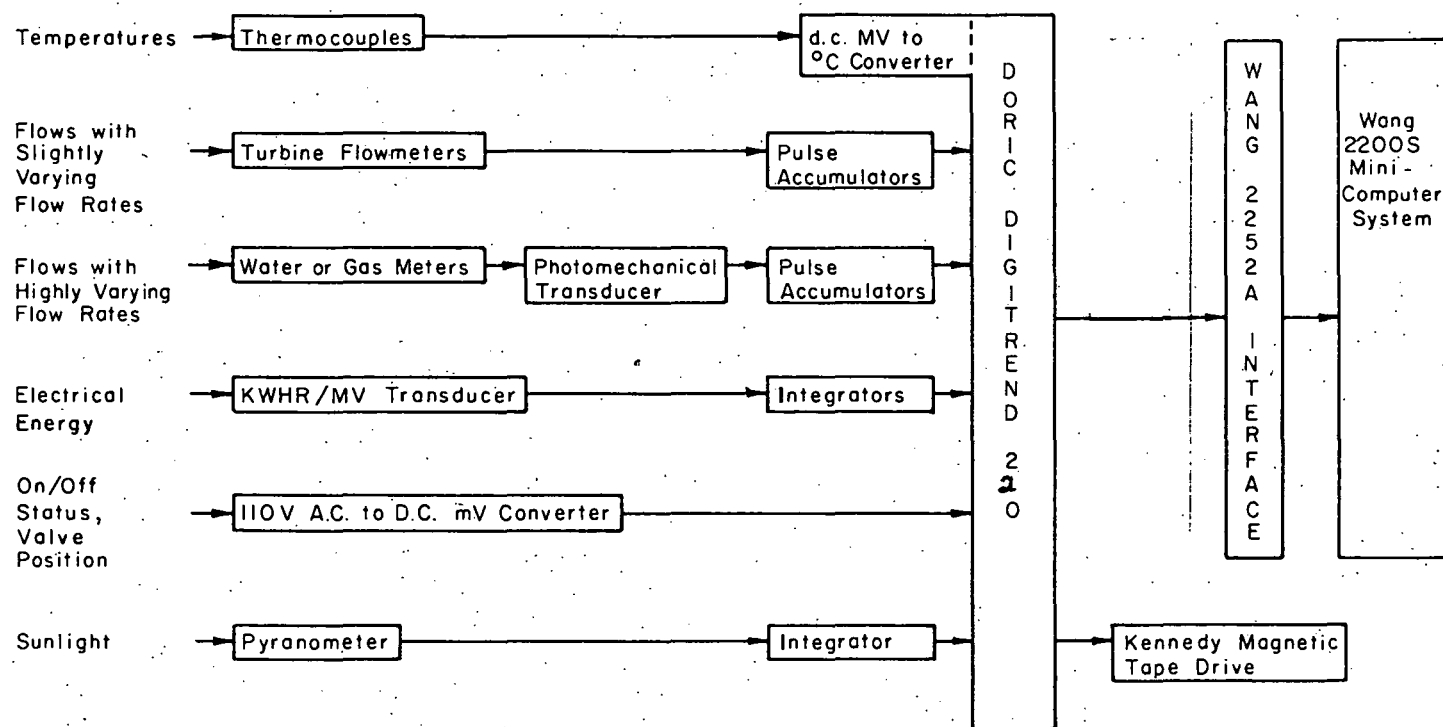 Temperatures
Thermocouples
d.c. MV to
°C Converter
Flows with
Slightly
Varying
Flow Rates
Turbine Flowmeters
Pulse
Accumulators
Flows with
Highly Varying
Flow Rates
Water or Gas Meters
Photomechanical
Transducer
Pulse
Accumulators
Electrical
Energy
KWHR/MV Transducer
Integrators
On/Off
Status,
Valve
Position
110V A.C. to D.C. mV Converter
Sunlight
Pyranometer
Integrator
DORIC DIGITREND 220
WANG 2252A INTERFACE
Wang
2200S
Mini-
Computer
System
Kennedy Magnetic
Tape Drive